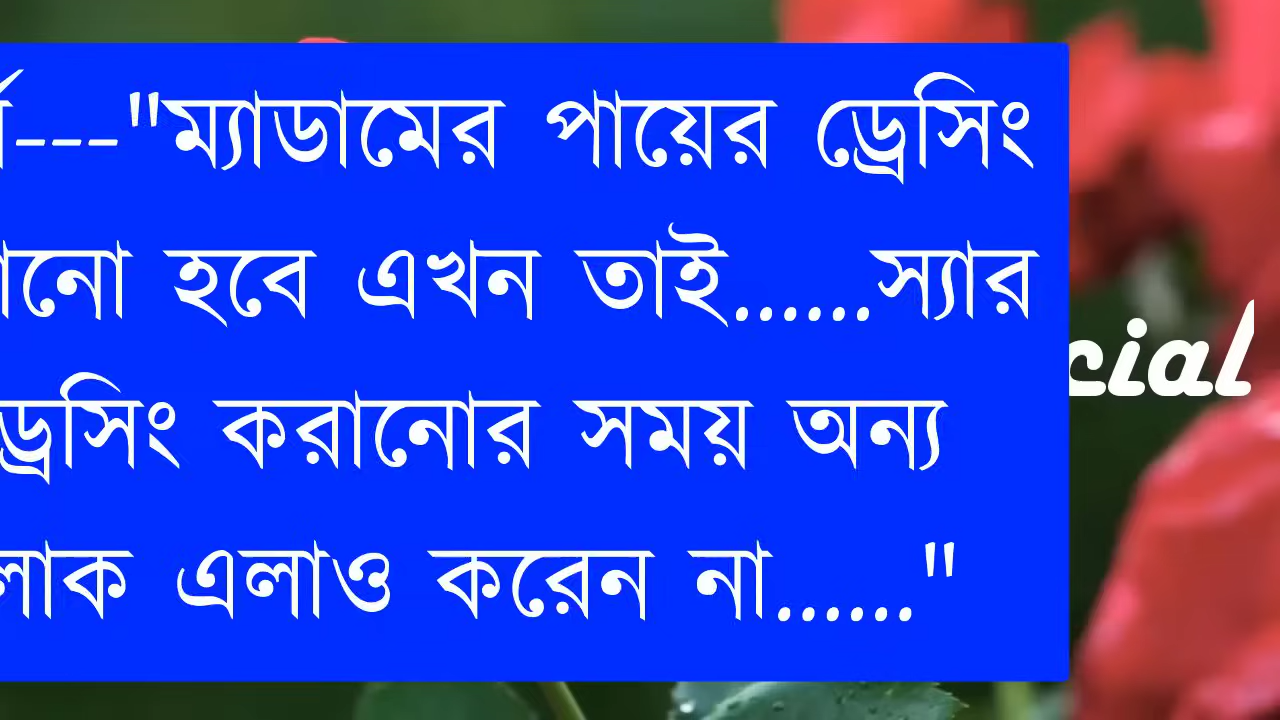 ---"ম্যাডামের পায়ের ড্রেসিং
হবে এখন তাই......স্যার
ড্রেসিং করানোর সময় অন্য
এলাও করেন না......"
cial